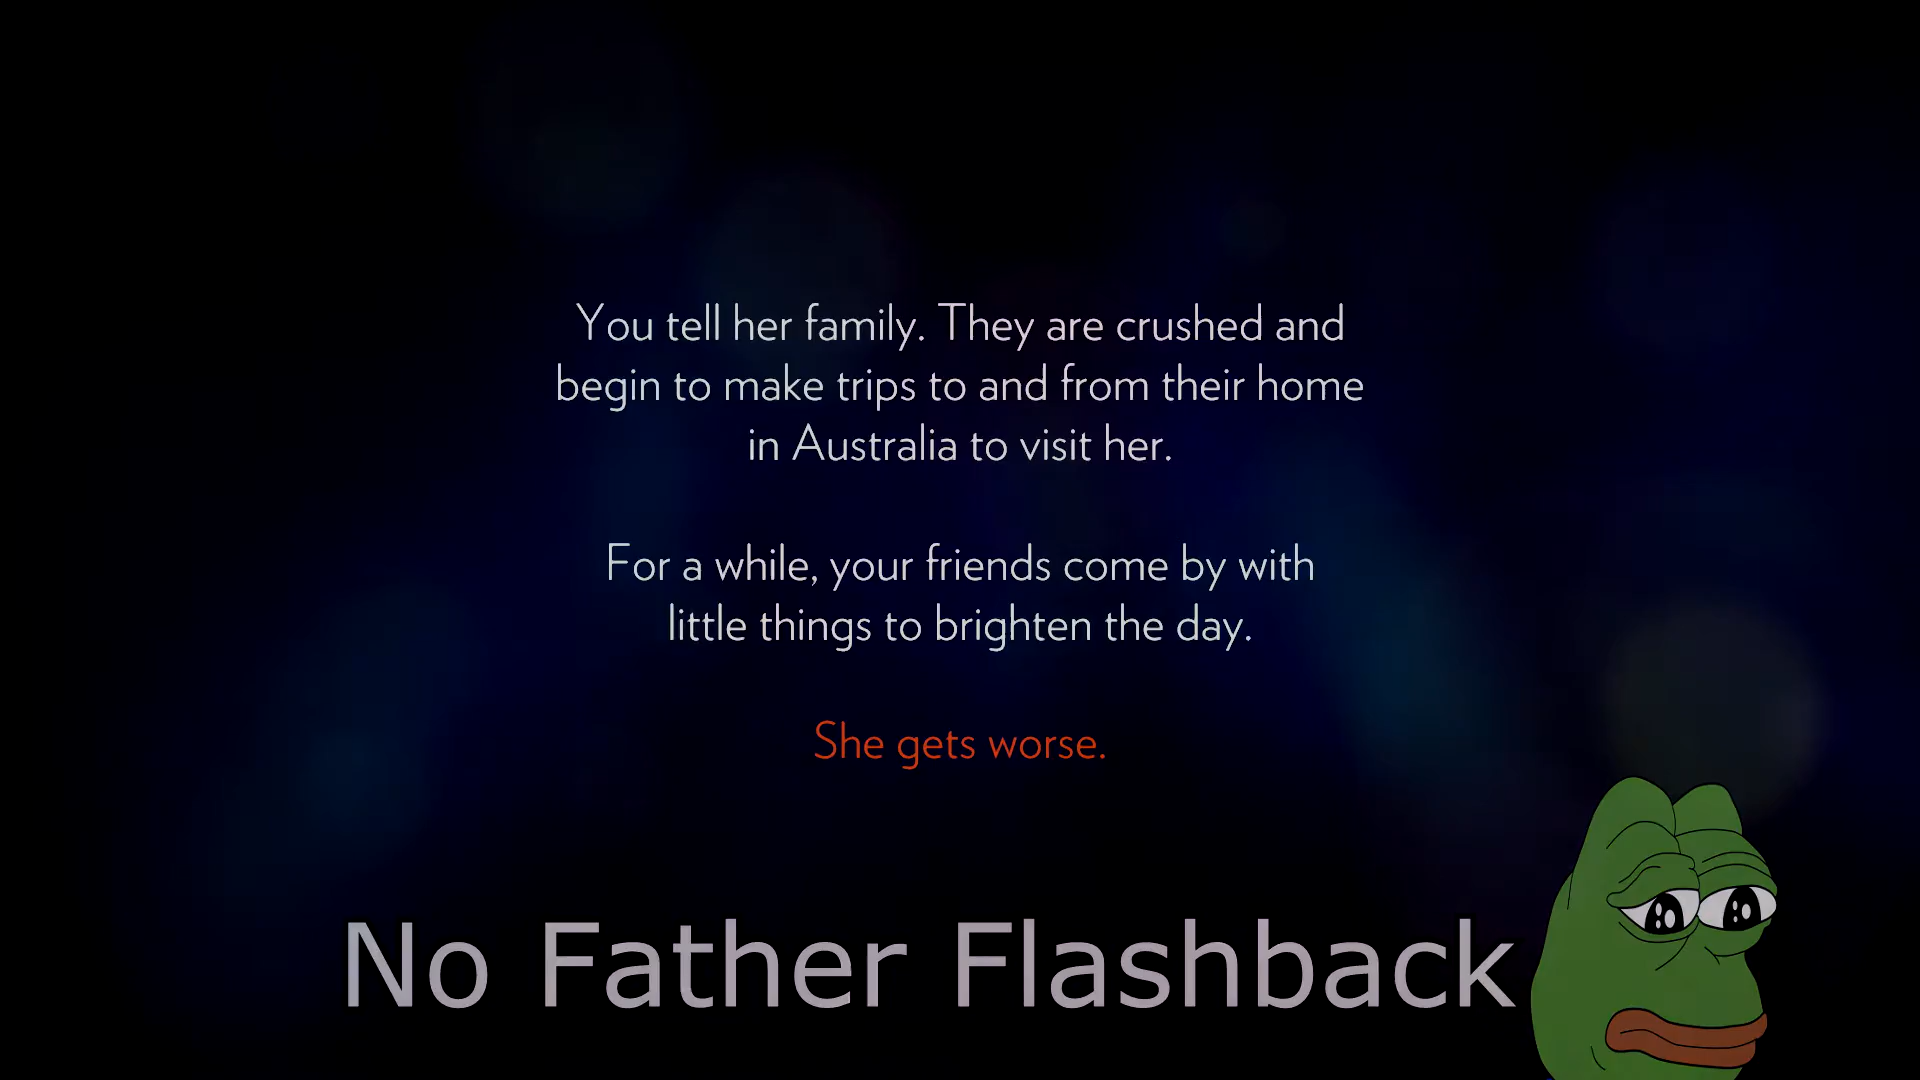 You tell her family. They are crushed and
begin to make trips to and from their home
in Australia to visit her.
For a while, your friends come by with
little things to brighten the day.
She gets worse.
No Father Flashback